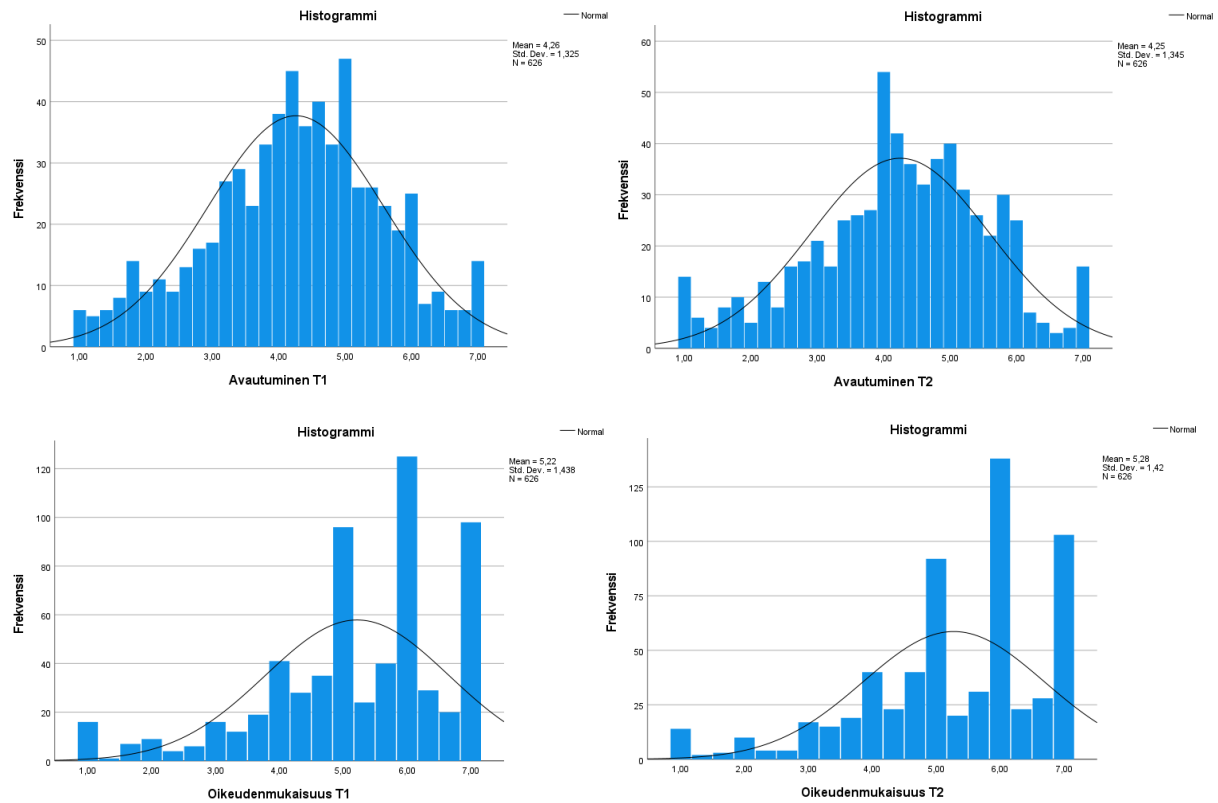 Histogrammi
Normal
Mean = 4,26
Std. Dev. = 1,325
N = 626
50
40
30
20
10
0
Frekvenssi
1,00 2,00 3,00 4,00 5,00 6,00 7,00
Avautuminen T1
Histogrammi
Normal
Mean = 4,25
Std. Dev. = 1,345
N = 626
60
50
40
30
20
10
0
Frekvenssi
1,00 2,00 3,00 4,00 5,00 6,00 7,00
Avautuminen T2
Histogrammi
Normal
Mean = 5,22
Std. Dev. = 1,438
N = 626
120
100
80
60
40
20
0
Frekvenssi
1,00 2,00 3,00 4,00 5,00 6,00 7,00
Oikeudenmukaisuus T1
Histogrammi
Normal
Mean = 5,28
Std. Dev. = 1,42
N = 626
125
100
75
50
25
0
Frekvenssi
1,00 2,00 3,00 4,00 5,00 6,00 7,00
Oikeudenmukaisuus T2